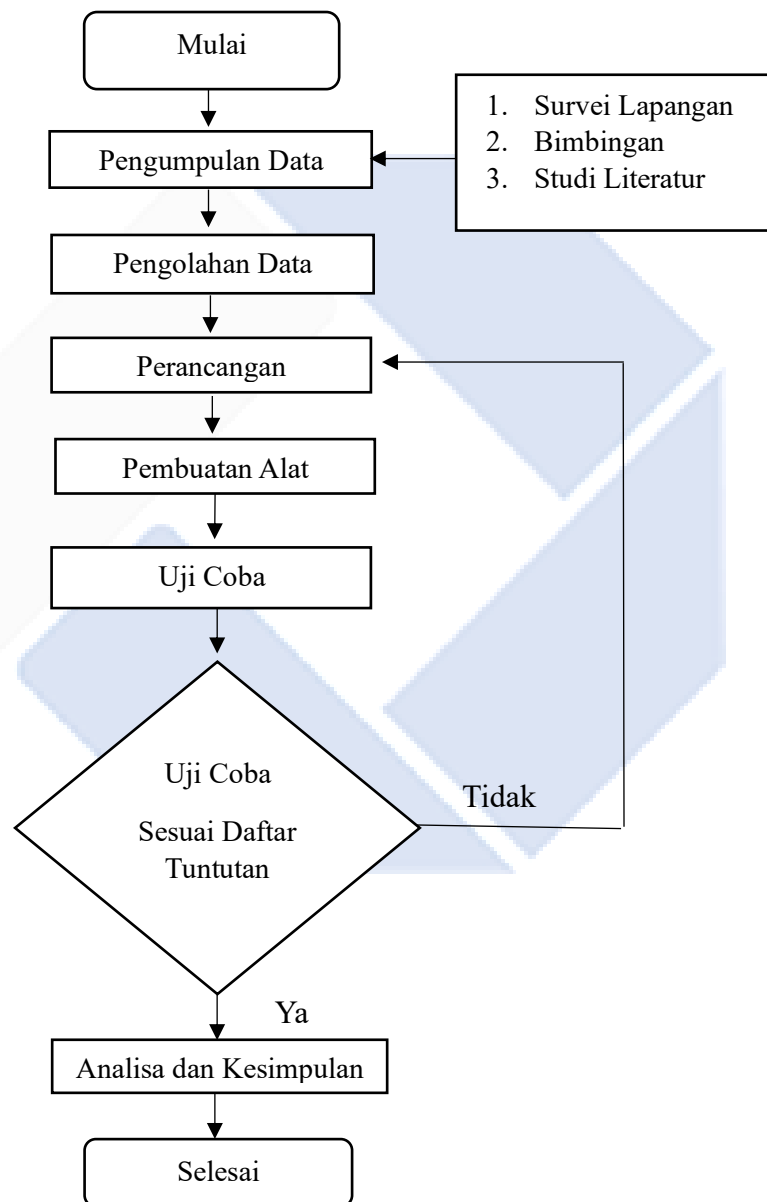 Mulai
1. Survei Lapangan
2. Bimbingan
3. Studi Literatur
Pengumpulan Data
Pengolahan Data
Perancangan
Pembuatan Alat
Uji Coba
Uji Coba
Sesuai Daftar
Tuntutan
Tidak
Ya
Analisa dan Kesimpulan
Selesai